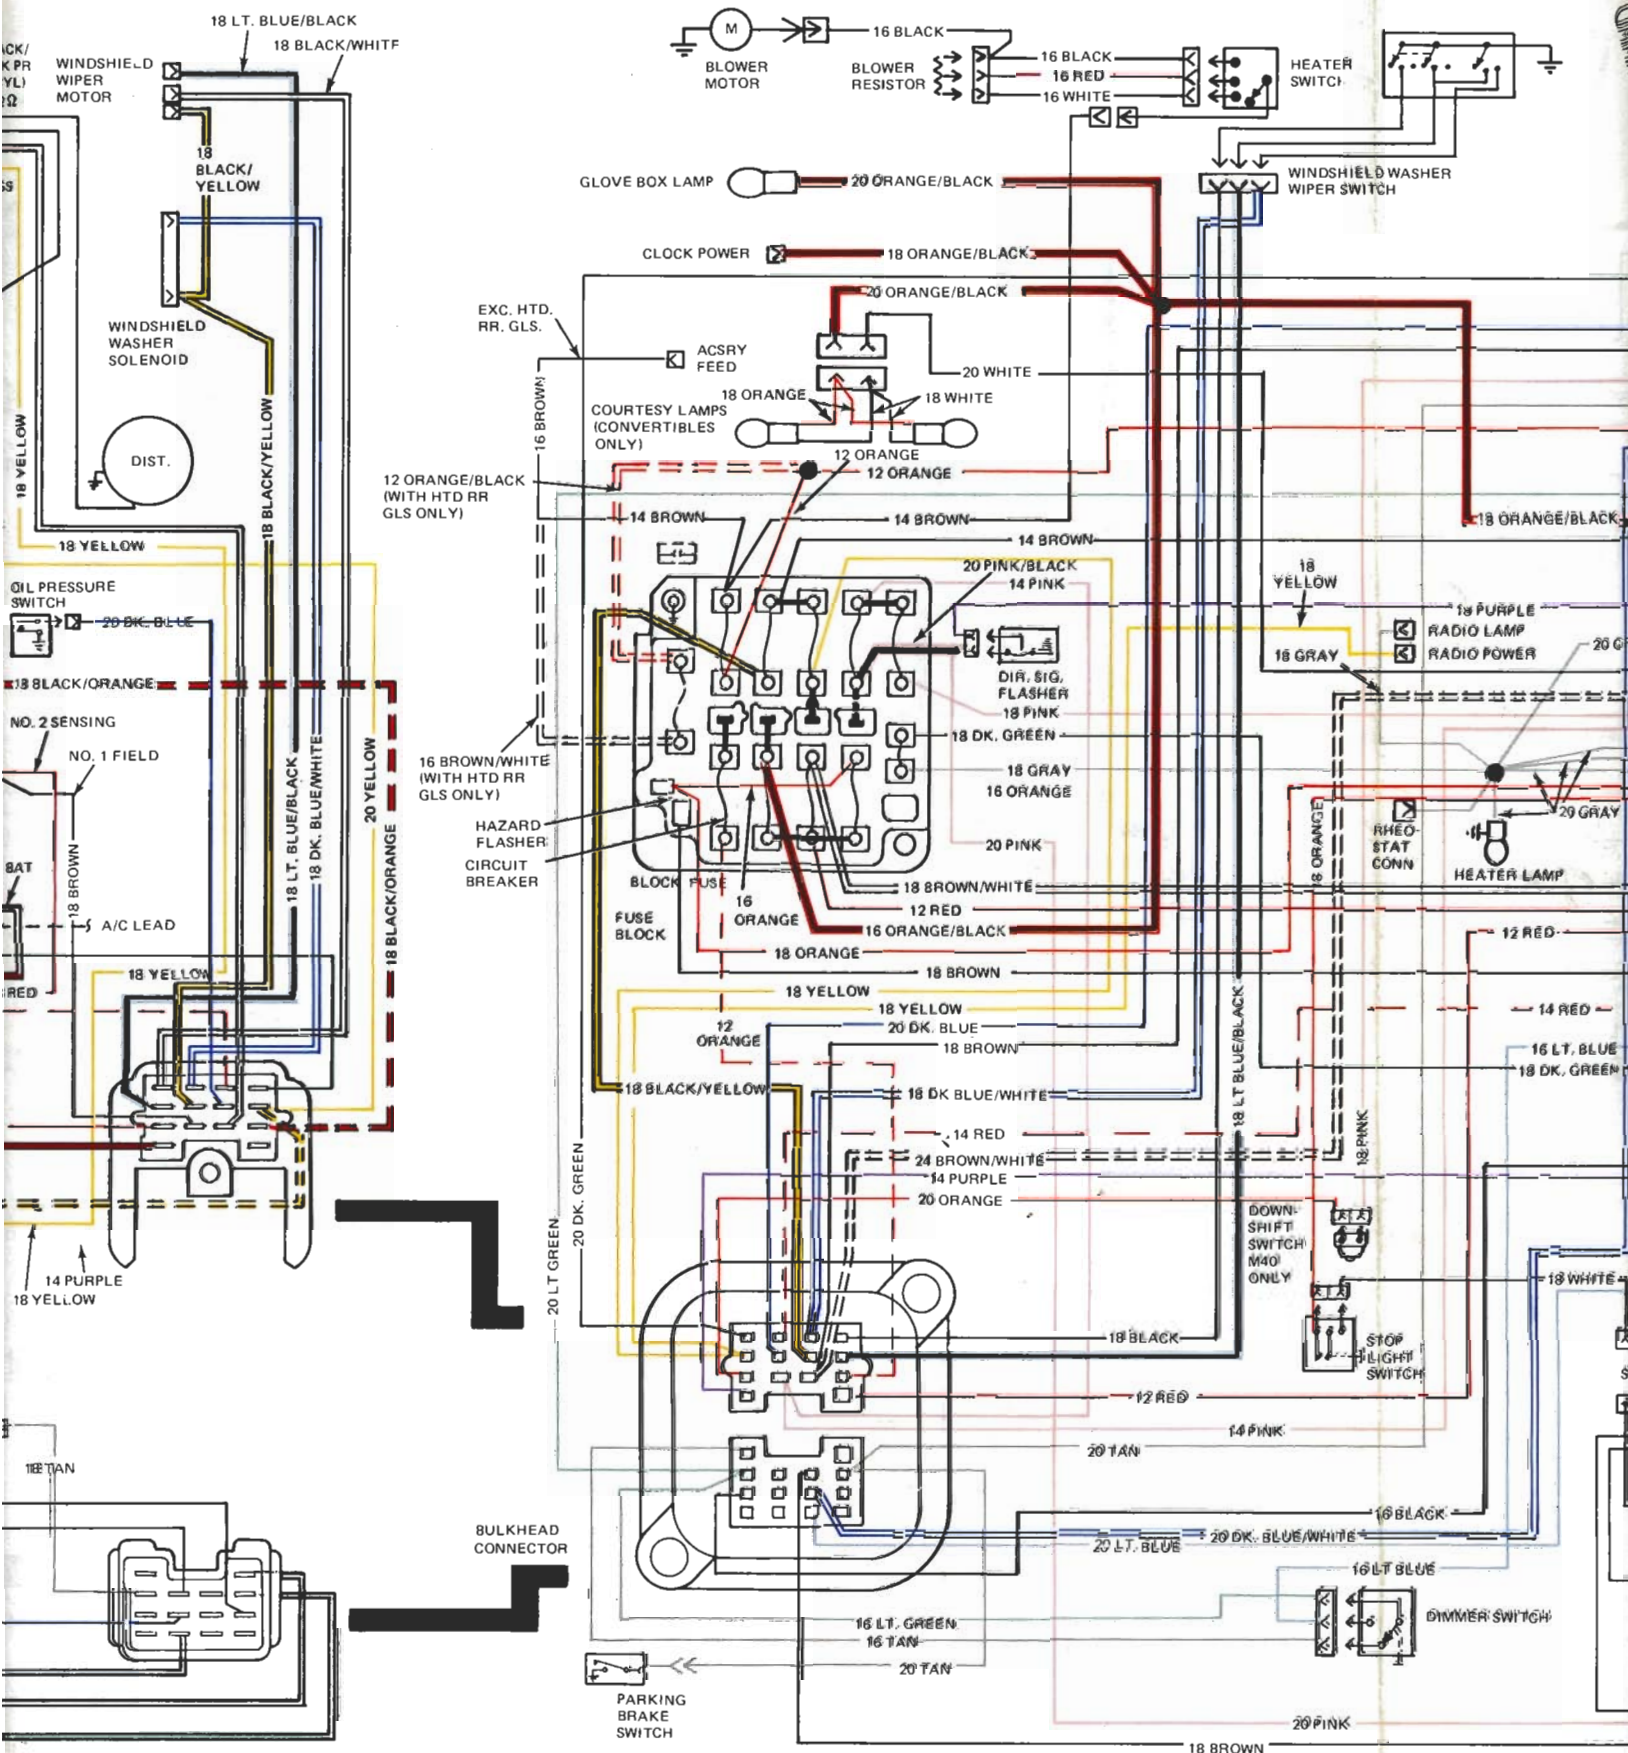 18 LT. BLUE/BLACK
18 BLACK/WHITE
WINDSHIELD
WIPER
MOTOR
18
BLACK/
YELLOW
WINDSHIELD
WASHER
SOLENOID
DIST.
18 YELLOW
18 YELLOW
18 BLACK/YELLOW
OIL PRESSURE
SWITCH
20 DK. BLUE
18 BLACK/ORANGE
NO. 2 SENSING
NO. 1 FIELD
18 LT. BLUE/BLACK
18 DK. BLUE/WHITE
20 YELLOW
18 BLACK/ORANGE
18 BROWN
BAT
A/C LEAD
18 YELLOW
RED
14 PURPLE
18 YELLOW
TAN
BULKHEAD
CONNECTOR
M
BLOWER
MOTOR
16 BLACK
BLOWER
RESISTOR
16 BLACK
16 RED
16 WHITE
HEATER
SWITCH
GLOVE BOX LAMP
20 ORANGE/BLACK
WINDSHIELD WASHER
WIPER SWITCH
CLOCK POWER
18 ORANGE/BLACK
20 ORANGE/BLACK
EXC. HTD.
RR. GLS.
ACSRY
FEED
20 WHITE
16 BROWN
18 ORANGE
18 WHITE
COURTESY LAMPS
(CONVERTIBLES
ONLY)
12 ORANGE
12 ORANGE
12 ORANGE/BLACK
(WITH HTD RR
GLS ONLY)
14 BROWN
14 BROWN
18 ORANGE/BLACK
14 BROWN
20 PINK/BLACK
14 PINK
18
YELLOW
18 PURPLE
RADIO LAMP
RADIO POWER
18 GRAY
DIR. SIG.
FLASHER
18 PINK
18 DK. GREEN
16 BROWN/WHITE
(WITH HTD RR
GLS ONLY)
18 GRAY
16 ORANGE
20 GRAY
HAZARD
FLASHER
CIRCUIT
BREAKER
18 ORANGE
RHEO-
STAT
CONN
HEATER LAMP
20 PINK
BLOCK FUSE
18 BROWN/WHITE
16
ORANGE
12 RED
FUSE
BLOCK
16 ORANGE/BLACK
12 RED
18 ORANGE
18 BROWN
18 YELLOW
18 YELLOW
14 RED
12
ORANGE
20 DK. BLUE
18 BROWN
16 LT. BLUE
18 DK. GREEN
18 LT BLUE/BLACK
18 BLACK/YELLOW
18 DK BLUE/WHITE
14 RED
24 BROWN/WHITE
14 PURPLE
20 ORANGE
18 PINK
20 DK. GREEN
20 LT GREEN
DOWN-
SHIFT
SWITCH
M40
ONLY
18 WHITE
18 BLACK
STOP
LIGHT
SWITCH
12 RED
14 PINK
20 TAN
16 BLACK
20 DK. BLUE/WHITE
20 LT. BLUE
16 LT BLUE
DIMMER SWITCH
16 LT. GREEN
16 TAN
20 TAN
PARKING
BRAKE
SWITCH
20 PINK
18 BROWN